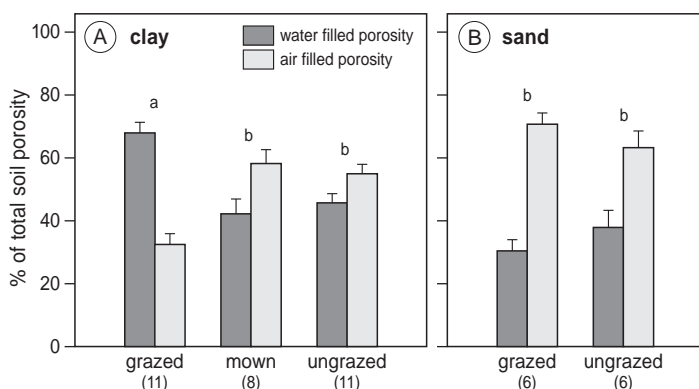 A clay
water filled porosity
air filled porosity
B sand
% of total soil porosity
100
80
60
40
20
0
a
b
b
b
b
grazed
mown
ungrazed
grazed
ungrazed
(11)
(8)
(11)
(6)
(6)